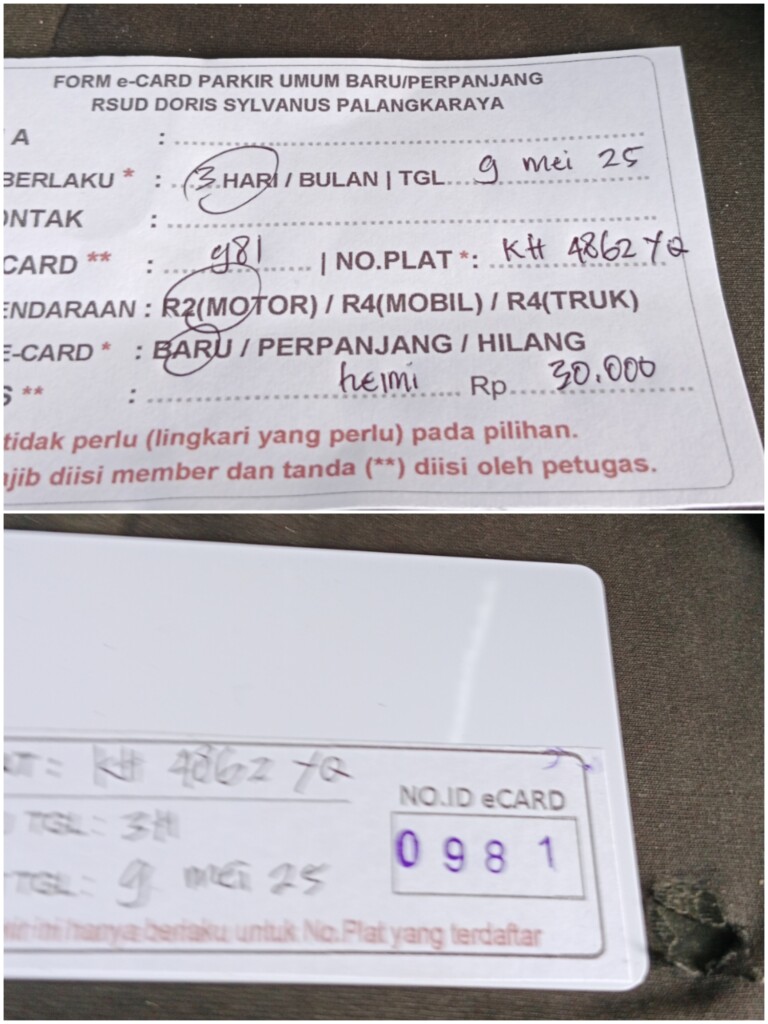 FORM e-CARD PARKIR UMUM BARU/PERPANJANG
RSUD DORIS SYLVANUS PALANGKARAYA
A :
BERLAKU * : 3 HARI / BULAN | TGL 9 mei 25
ONTAK :
CARD ** : 981 | NO.PLAT *: KH 4862 YQ
ENDARAAN : R2(MOTOR) / R4(MOBIL) / R4(TRUK)
E-CARD * : BARU / PERPANJANG / HILANG
S ** : helmi Rp 30.000
tidak perlu (lingkari yang perlu) pada pilihan.
ajib diisi member dan tanda (**) diisi oleh petugas.
AT : KH 4862 YQ
NO.ID eCARD
TGL : 3H
0981
TGL : 9 mei 25
ini hanya berlaku untuk No.Plat yang terdaftar